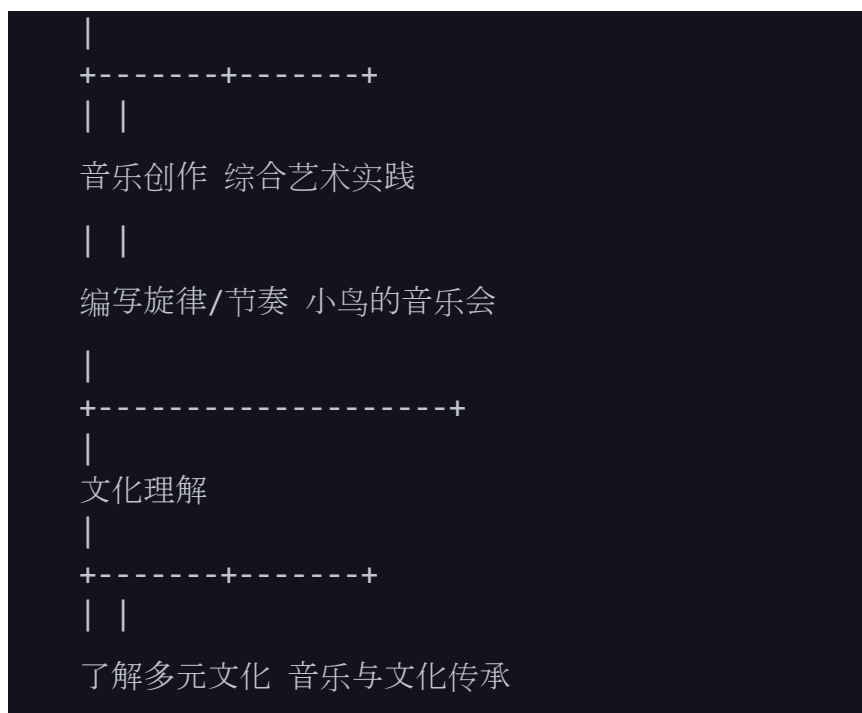 |
+-------+-------+
| |
音乐创作 综合艺术实践
| |
编写旋律/节奏 小鸟的音乐会
|
+--------------------+
|
文化理解
|
+-------+-------+
| |
了解多元文化 音乐与文化传承